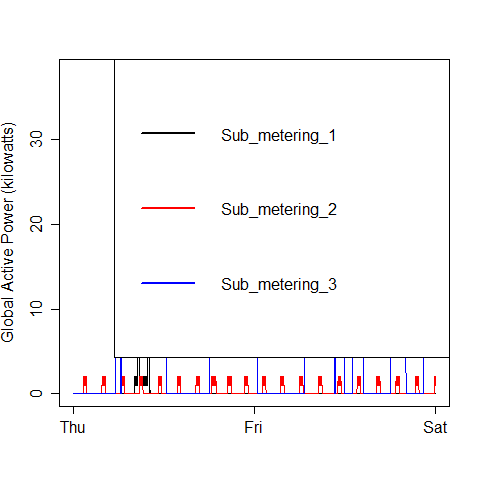 Global Active Power (kilowatts)
30
20
10
0
Sub_metering_1
Sub_metering_2
Sub_metering_3
Thu Fri Sat